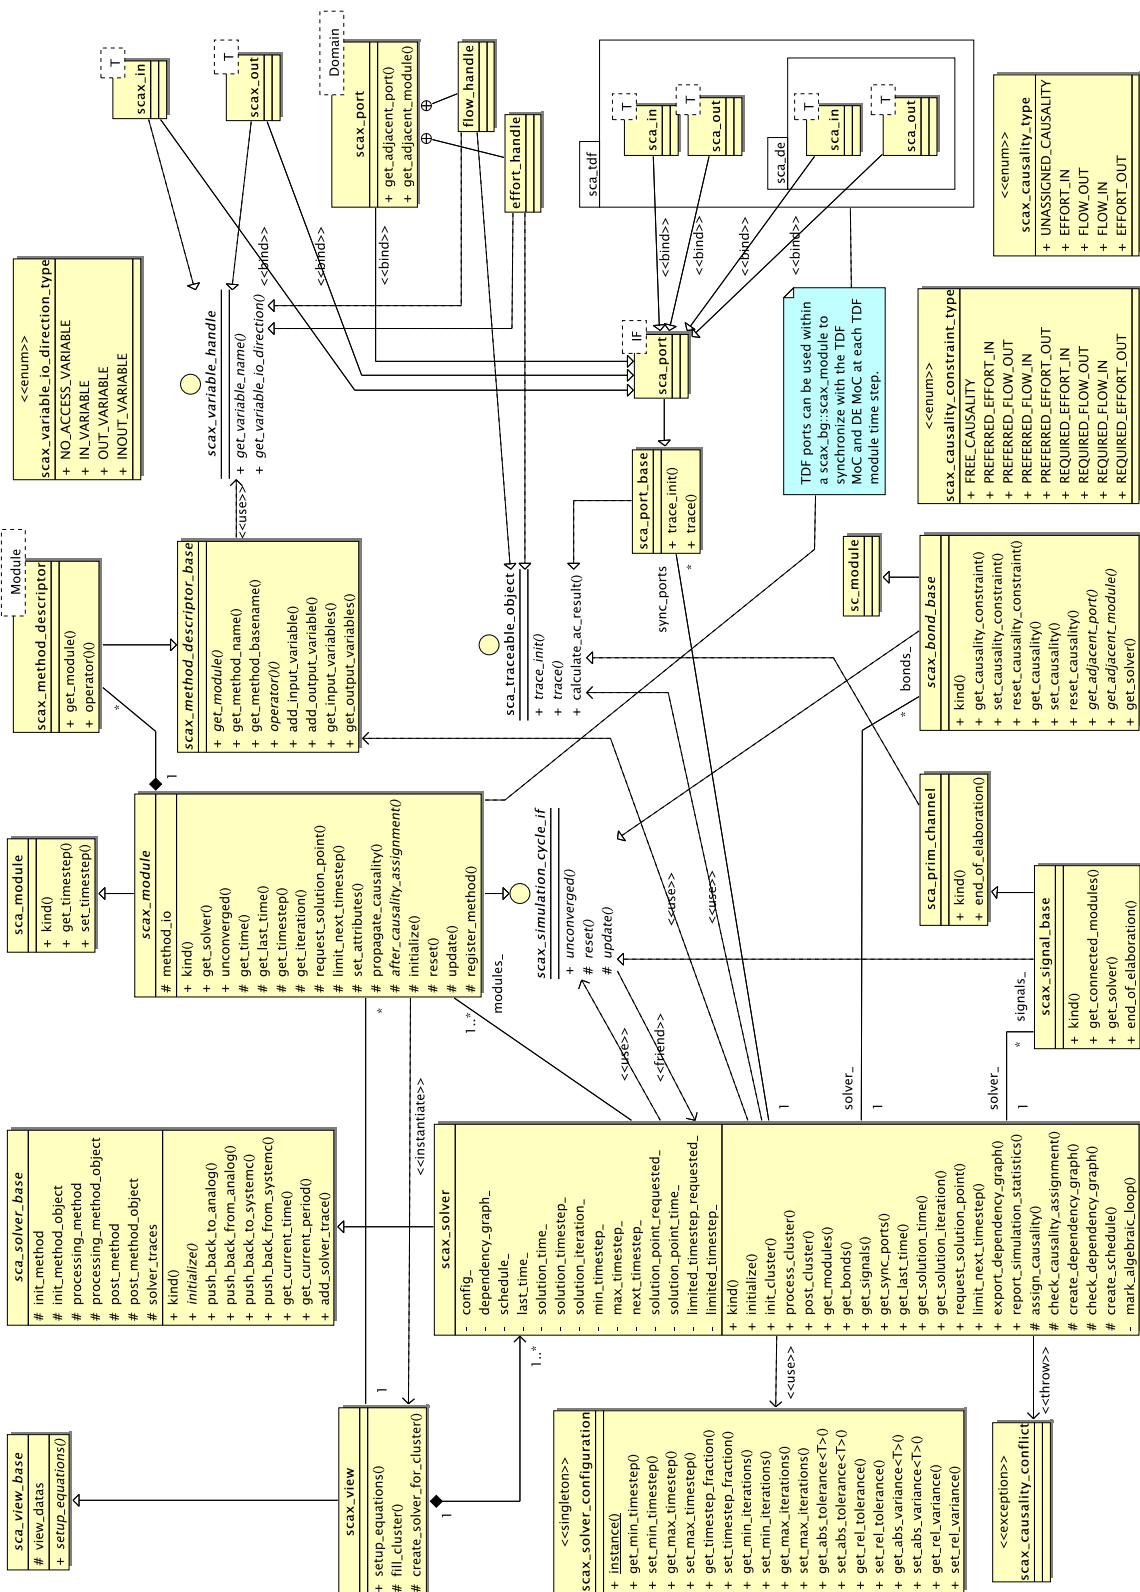 sca_view_base
# view_datas
+ setup_equations()
sca_solver_base
# init_method
# init_method_object
# processing_method
# processing_method_object
# post_method
# post_method_object
# solver_traces
+ kind()
+ initialize()
+ push_back_to_analog()
+ push_back_from_analog()
+ push_back_to_systemc()
+ push_back_from_systemc()
+ get_current_time()
+ get_current_period()
+ add_solver_trace()
sca_module
+ kind()
+ get_timestep()
+ set_timestep()
Module
scax_method_descriptor
+ get_module()
+ operator()()
*
1
<<enum>>
scax_variable_io_direction_type
+ NO_ACCESS_VARIABLE
+ IN_VARIABLE
+ OUT_VARIABLE
+ INOUT_VARIABLE
T
scax_in
T
scax_out
scax_module
# method_io
+ kind()
+ get_solver()
+ unconverged()
# get_time()
# get_last_time()
# get_timestep()
# get_iteration()
# request_solution_point()
# limit_next_timestep()
# set_attributes()
# propagate_causality()
# after_causality_assignment()
# initialize()
# reset()
# update()
# register_method()
scax_method_descriptor_base
+ get_module()
+ get_method_name()
+ get_method_basename()
+ operator()()
+ add_input_variable()
+ add_output_variable()
+ get_input_variables()
+ get_output_variables()
<<use>>
scax_variable_handle
+ get_variable_name()
+ get_variable_io_direction()
<<bind>>
<<bind>>
<<bind>>
Domain
scax_port
+ get_adjacent_port()
+ get_adjacent_module()
flow_handle
effort_handle
scax_view
+ setup_equations()
# fill_cluster()
# create_solver_for_cluster()
1
*
<<instantiate>>
1
1..*
1..*
modules_
scax_solver
- config_
- dependency_graph_
- schedule_
- last_time_
- solution_time_
- solution_timestep_
- solution_iteration_
- min_timestep_
- max_timestep_
- next_timestep_
- solution_point_requested_
- solution_point_time_
- limited_timestep_requested_
- limited_timestep_
+ kind()
+ initialize()
+ init_cluster()
+ process_cluster()
+ post_cluster()
+ get_modules()
+ get_bonds()
+ get_signals()
+ get_sync_ports()
+ get_last_time()
+ get_solution_time()
+ get_solution_iteration()
+ request_solution_point()
+ limit_next_timestep()
+ export_dependency_graph()
+ report_simulation_statistics()
# assign_causality()
# check_causality_assignment()
# create_dependency_graph()
# check_dependency_graph()
# create_schedule()
- mark_algebraic_loop()
scax_simulation_cycle_if
+ unconverged()
# reset()
# update()
<<use>>
<<friend>>
<<use>>
<<use>>
sca_traceable_object
+ trace_init()
+ trace()
+ calculate_ac_result()
sca_port_base
+ trace_init()
+ trace()
sync_ports
*
1
IF
sca_port
<<bind>>
<<bind>>
<<bind>>
<<bind>>
sca_tdf
T
sca_in
T
sca_out
sca_de
T
sca_in
T
sca_out
TDF ports can be used within
a scax_bg::scax_module to
synchronize with the TDF
MoC and DE MoC at each TDF
module time step.
<<singleton>>
scax_solver_configuration
+ instance()
+ get_min_timestep()
+ set_min_timestep()
+ get_max_timestep()
+ set_max_timestep()
+ get_timestep_fraction()
+ set_timestep_fraction()
+ get_min_iterations()
+ set_min_iterations()
+ get_max_iterations()
+ set_max_iterations()
+ get_abs_tolerance<T>()
+ set_abs_tolerance<T>()
+ get_rel_tolerance()
+ set_rel_tolerance()
+ get_abs_variance<T>()
+ set_abs_variance<T>()
+ get_rel_variance()
+ set_rel_variance()
<<use>>
<<throw>>
<<exception>>
scax_causality_conflict
solver_
1
solver_
1
signals_
*
bonds_
*
sc_module
scax_bond_base
+ kind()
+ get_causality_constraint()
+ set_causality_constraint()
+ reset_causality_constraint()
+ get_causality()
+ set_causality()
+ reset_causality()
+ get_adjacent_port()
+ get_adjacent_module()
+ get_solver()
sca_prim_channel
+ kind()
+ end_of_elaboration()
scax_signal_base
+ kind()
+ get_connected_modules()
+ get_solver()
+ end_of_elaboration()
<<enum>>
scax_causality_constraint_type
+ FREE_CAUSALITY
+ PREFERRED_EFFORT_IN
+ PREFERRED_FLOW_OUT
+ PREFERRED_FLOW_IN
+ PREFERRED_EFFORT_OUT
+ REQUIRED_EFFORT_IN
+ REQUIRED_FLOW_OUT
+ REQUIRED_FLOW_IN
+ REQUIRED_EFFORT_OUT
<<enum>>
scax_causality_type
+ UNASSIGNED_CAUSALITY
+ EFFORT_IN
+ FLOW_OUT
+ FLOW_IN
+ EFFORT_OUT